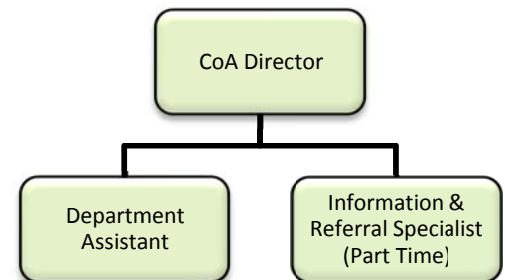 CoA Director
Department
Assistant
Information &
Referral Specialist
(Part Time)